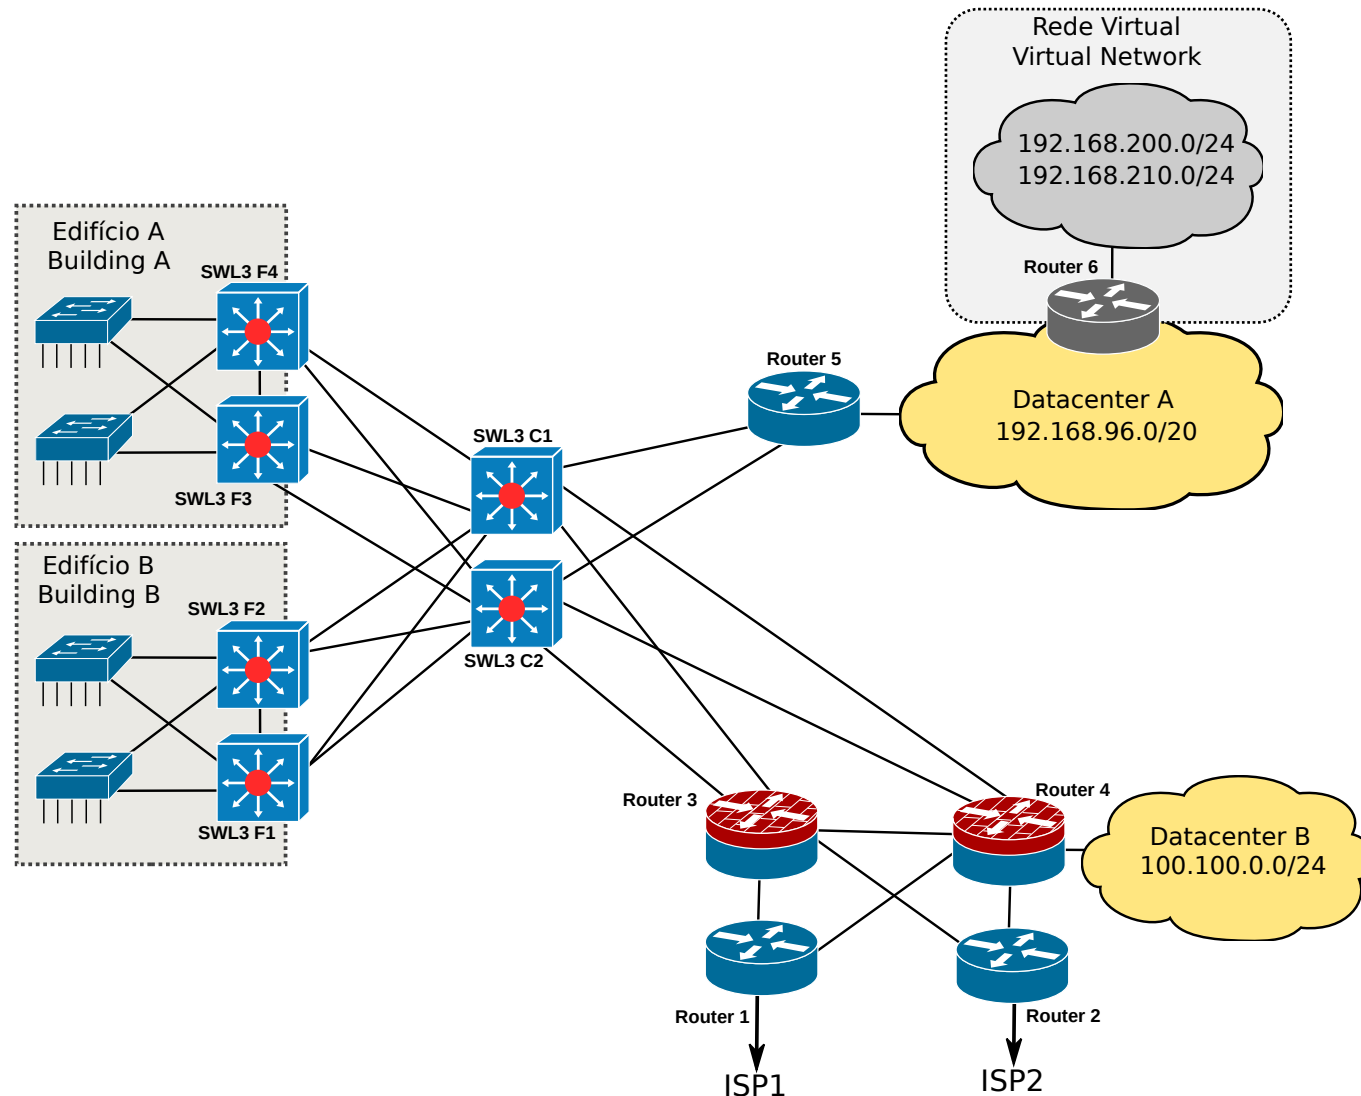 Rede Virtual
Virtual Network
192.168.200.0/24
192.168.210.0/24
Router 6
Edifício A
Building A
SWL3 F4
SWL3 F3
Router 5
Datacenter A
192.168.96.0/20
SWL3 C1
SWL3 C2
Edifício B
Building B
SWL3 F2
SWL3 F1
Router 3
Router 4
Datacenter B
100.100.0.0/24
Router 1
Router 2
ISP1
ISP2